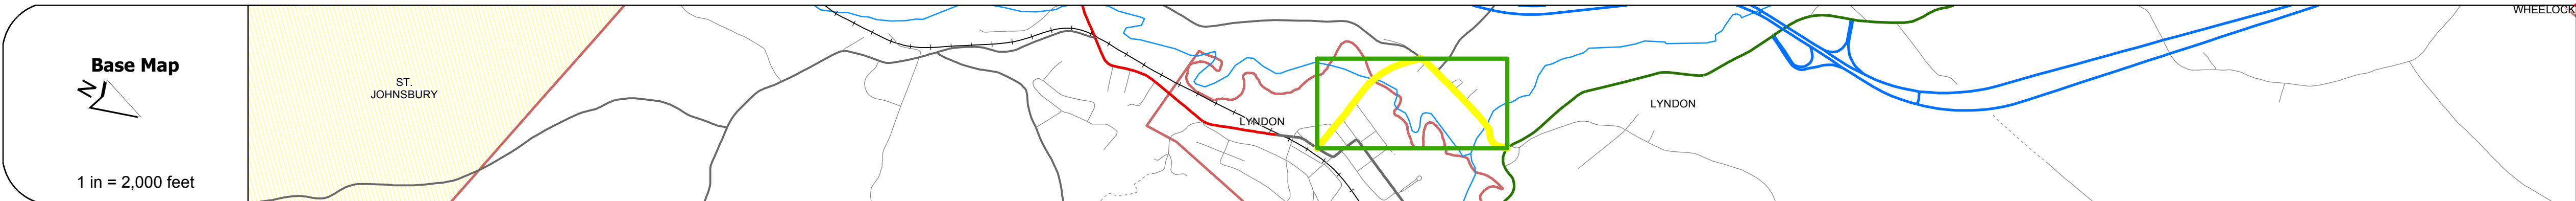 Base Map
N
1 in = 2,000 feet
ST.
JOHNSBURY
LYNDON
LYNDON
WHEELOCK